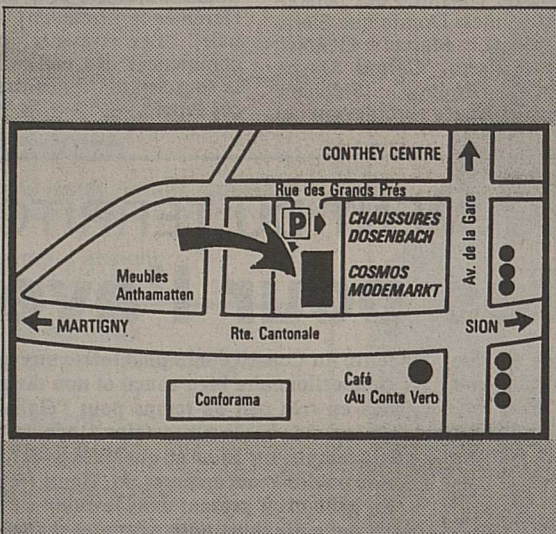 CONTHEY CENTRE
Rue des Grands Prés
P
CHAUSSURES
DOSENBACH
Av. de la Gare
COSMOS
MODEMARKT
Meubles
Anthamatten
MARTIGNY
Rte. Cantonale
SION
Café
(Au Conte Vert)
Conforama